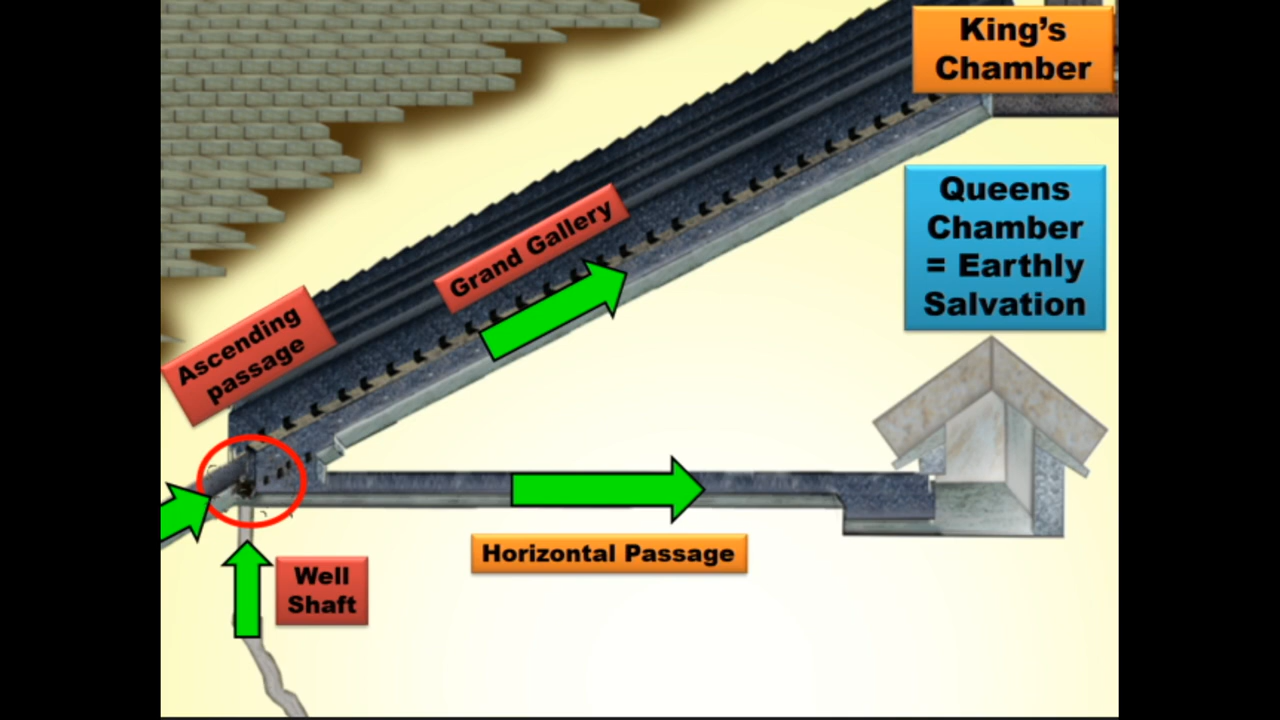 King's
Chamber
Queens
Chamber
= Earthly
Salvation
Grand Gallery
Ascending
passage
Horizontal Passage
Well
Shaft